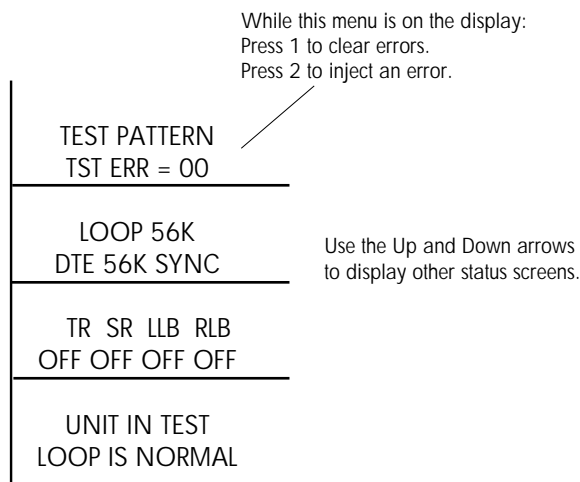 While this menu is on the display:
Press 1 to clear errors.
Press 2 to inject an error.
TEST PATTERN
TST ERR = 00
LOOP 56K
DTE 56K SYNC
Use the Up and Down arrows
to display other status screens.
TR SR LLB RLB
OFF OFF OFF OFF
UNIT IN TEST
LOOP IS NORMAL